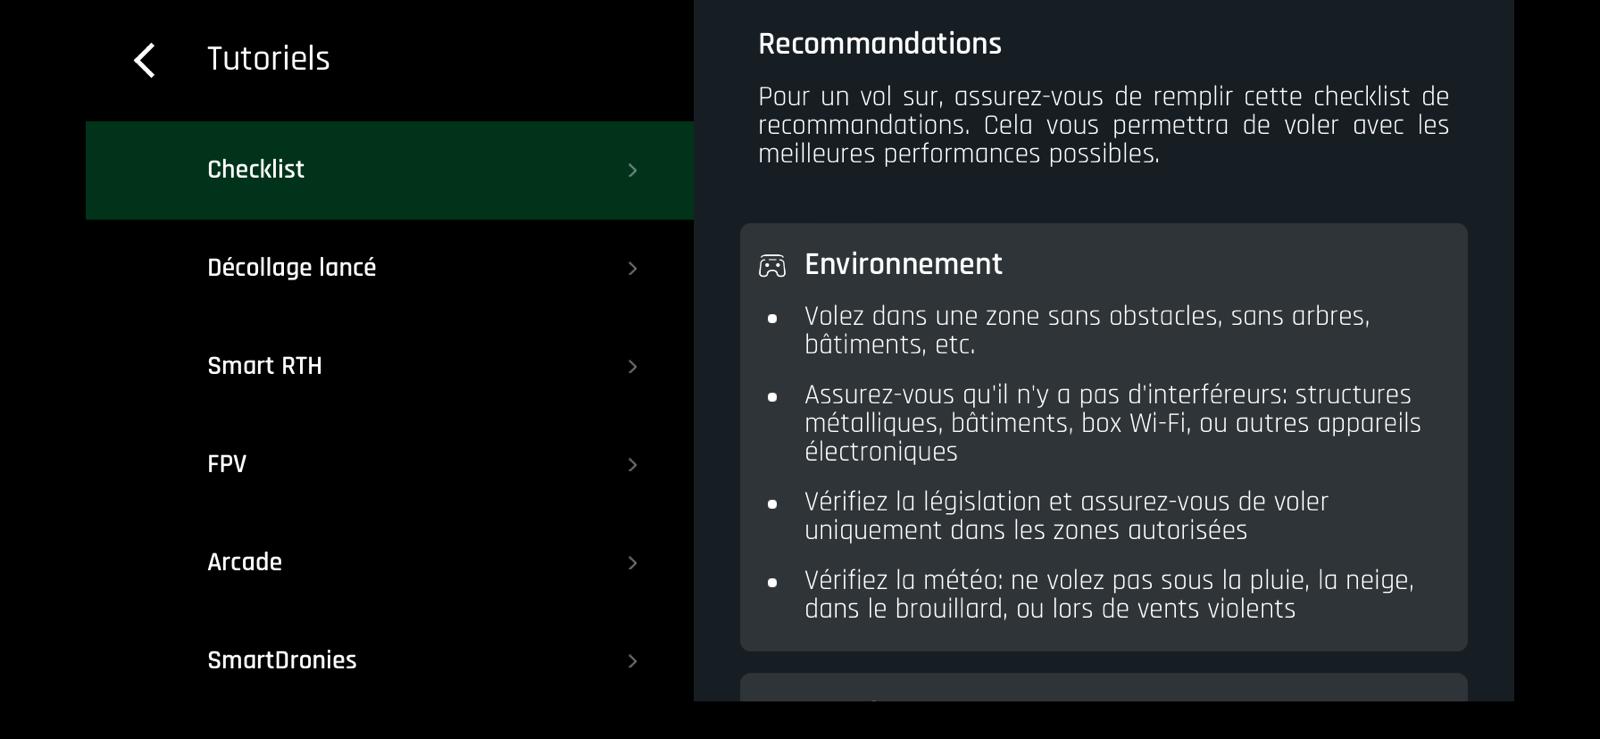 Tutoriels
Checklist
Décollage lancé
Smart RTH
FPV
Arcade
SmartDronies
Recommandations
Pour un vol sur, assurez-vous de remplir cette checklist de
recommandations. Cela vous permettra de voler avec les
meilleures performances possibles.
Environnement
• Volez dans une zone sans obstacles, sans arbres,
bâtiments, etc.
• Assurez-vous qu'il n'y a pas d'interféreurs: structures
métalliques, bâtiments, box Wi-Fi, ou autres appareils
électroniques
• Vérifiez la législation et assurez-vous de voler
uniquement dans les zones autorisées
• Vérifiez la météo: ne volez pas sous la pluie, la neige,
dans le brouillard, ou lors de vents violents